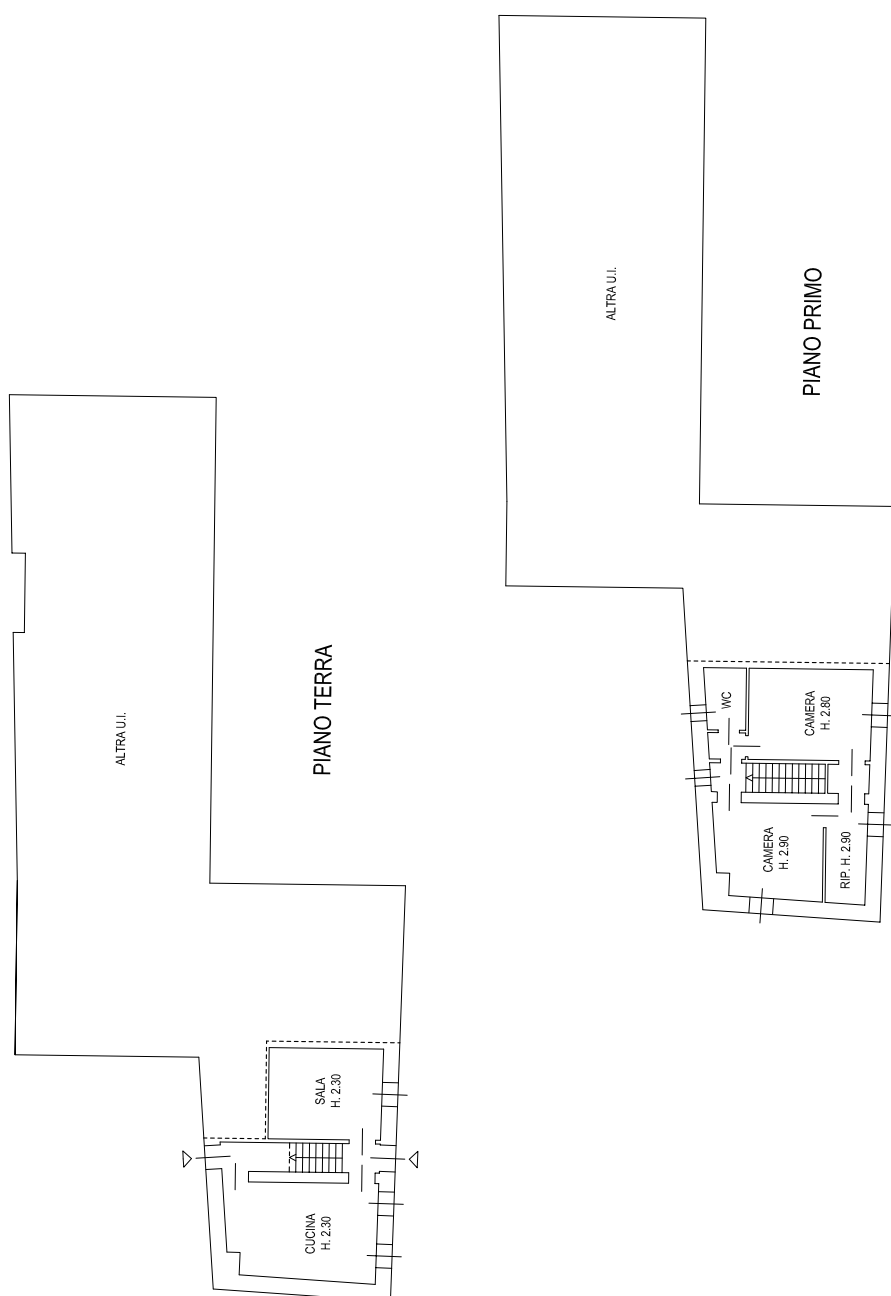 ALTRA U.I.
PIANO TERRA
SALA
H. 2.30
CUCINA
H. 2.30
ALTRA U.I.
PIANO PRIMO
WC
CAMERA
H. 2.80
CAMERA
H. 2.90
RIP. H. 2.90